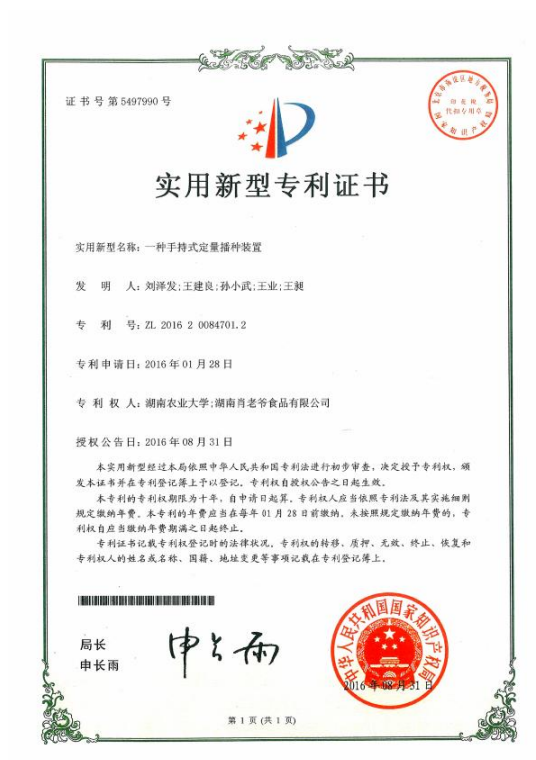 证书号第5497990号
印花税
代扣专用章
实用新型专利证书
实用新型名称：一种手持式定量播种装置
发明人：刘泽发;王建良;孙小武;王业;王昶
专利号：ZL 2016 2 0084701.2
专利申请日：2016年01月28日
专利权人：湖南农业大学;湖南肖老爷食品有限公司
授权公告日：2016年08月31日
本实用新型经过本局依照中华人民共和国专利法进行初步审查，决定授予专利权，颁
发本证书并在专利登记簿上予以登记。专利权自授权公告之日起生效。
本专利的专利权期限为十年，自申请日起算。专利权人应当依照专利法及其实施细则
规定缴纳年费。本专利的年费应当在每年01月28日前缴纳。未按照规定缴纳年费的，专
利权自应当缴纳年费期满之日起终止。
专利证书记载专利权登记时的法律状况。专利权的转移、质押、无效、终止、恢复和
专利权人的姓名或名称、国籍、地址变更等事项记载在专利登记簿上。
局长
申长雨
申长雨
中华人民共和国国家知识产权局
2016年08月31日
第1页(共1页)